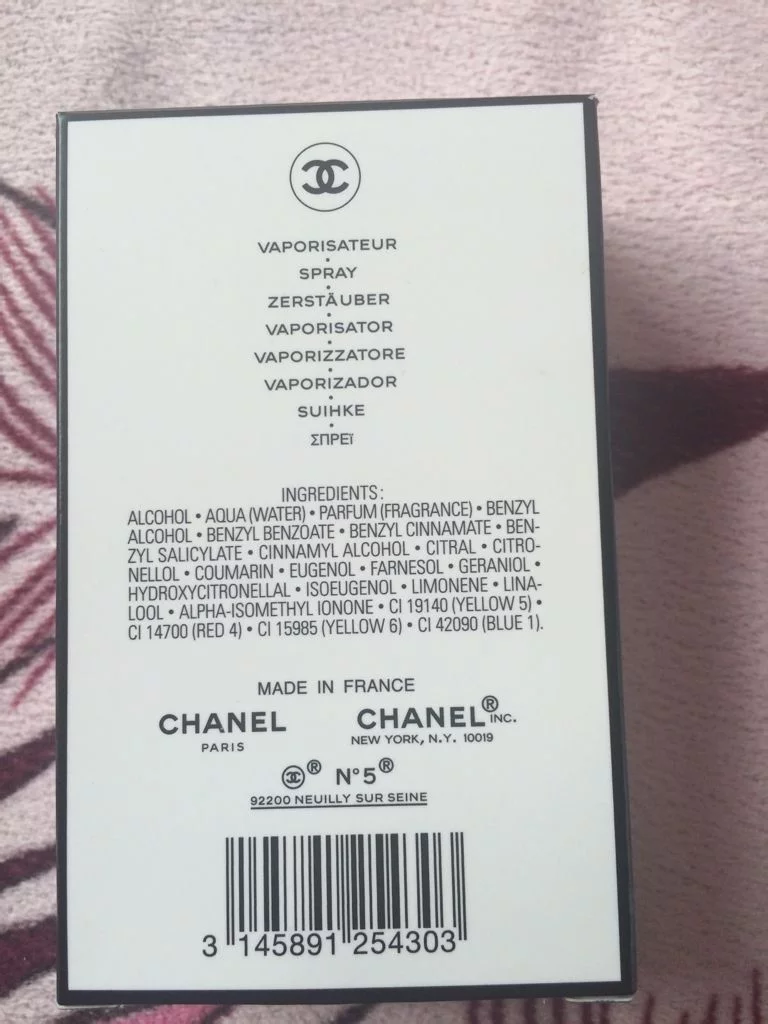 VAPORISATEUR
•
SPRAY
•
ZERSTÄUBER
•
VAPORISATOR
•
VAPORIZZATORE
•
VAPORIZADOR
•
SUIHKE
•
ΣΠΡΕΪ
INGREDIENTS:
ALCOHOL • AQUA (WATER) • PARFUM (FRAGRANCE) • BENZYL
ALCOHOL • BENZYL BENZOATE • BENZYL CINNAMATE • BEN-
ZYL SALICYLATE • CINNAMYL ALCOHOL • CITRAL • CITRO-
NELLOL • COUMARIN • EUGENOL • FARNESOL • GERANIOL •
HYDROXYCITRONELLAL • ISOEUGENOL • LIMONENE • LINA-
LOOL • ALPHA-ISOMETHYL IONONE • CI 19140 (YELLOW 5) •
CI 14700 (RED 4) • CI 15985 (YELLOW 6) • CI 42090 (BLUE 1).
MADE IN FRANCE
CHANEL CHANEL® INC.
PARIS NEW YORK, N.Y. 10019
® N°5®
92200 NEUILLY SUR SEINE
3 145891 254303